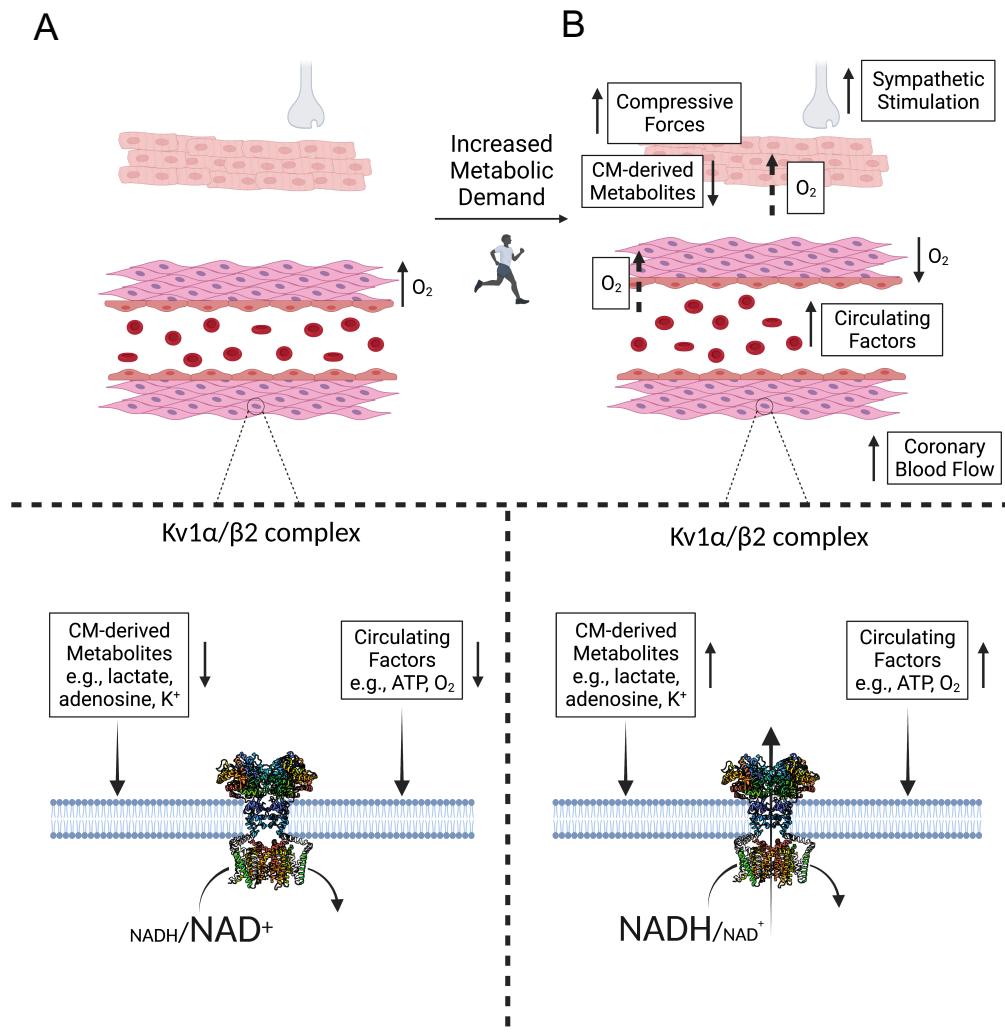 A
B
Increased
Metabolic
Demand
O₂
Compressive
Forces
Sympathetic
Stimulation
CM-derived
Metabolites
O₂
O₂
O₂
Circulating
Factors
Coronary
Blood Flow
Kv1α/β2 complex
CM-derived
Metabolites
e.g., lactate,
adenosine, K⁺
Circulating
Factors
e.g., ATP, O₂
NADH/NAD⁺
Kv1α/β2 complex
CM-derived
Metabolites
e.g., lactate,
adenosine, K⁺
Circulating
Factors
e.g., ATP, O₂
NADH/NAD⁺